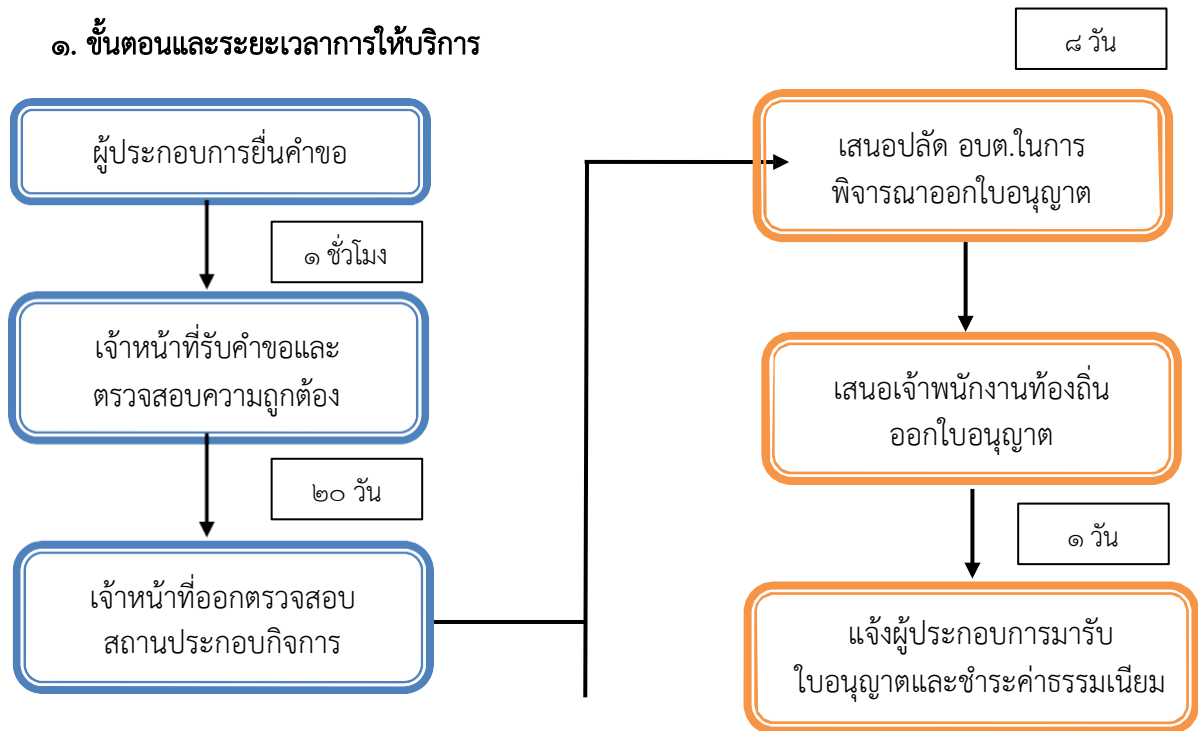 ๑. ขั้นตอนและระยะเวลาการให้บริการ
ผู้ประกอบการยื่นคำขอ
๑ ชั่วโมง
เจ้าหน้าที่รับคำขอและ
ตรวจสอบความถูกต้อง
๒๐ วัน
เจ้าหน้าที่ออกตรวจสอบ
สถานประกอบกิจการ
๘ วัน
เสนอปลัด อบต.ในการ
พิจารณาออกใบอนุญาต
เสนอเจ้าพนักงานท้องถิ่น
ออกใบอนุญาต
๑ วัน
แจ้งผู้ประกอบการมารับ
ใบอนุญาตและชำระค่าธรรมเนียม